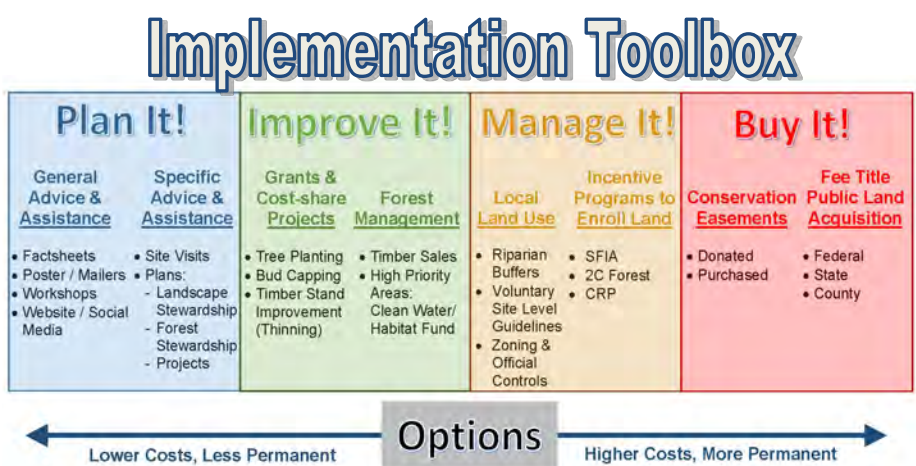 Implementation Toolbox
Plan It!
General
Advice &
Assistance
• Factsheets
• Poster / Mailers
• Workshops
• Website / Social
Media
Specific
Advice &
Assistance
• Site Visits
• Plans:
- Landscape
Stewardship
- Forest
Stewardship
- Projects
Improve It!
Grants &
Cost-share
Projects
• Tree Planting
• Bud Capping
• Timber Stand
Improvement
(Thinning)
Forest
Management
• Timber Sales
• High Priority
Areas:
Clean Water/
Habitat Fund
Manage It!
Local
Land Use
• Riparian
Buffers
• Voluntary
Site Level
Guidelines
• Zoning &
Official
Controls
Incentive
Programs to
Enroll Land
• SFIA
• 2C Forest
• CRP
Buy It!
Conservation
Easements
• Donated
• Purchased
Fee Title
Public Land
Acquisition
• Federal
• State
• County
Options
Lower Costs, Less Permanent
Higher Costs, More Permanent